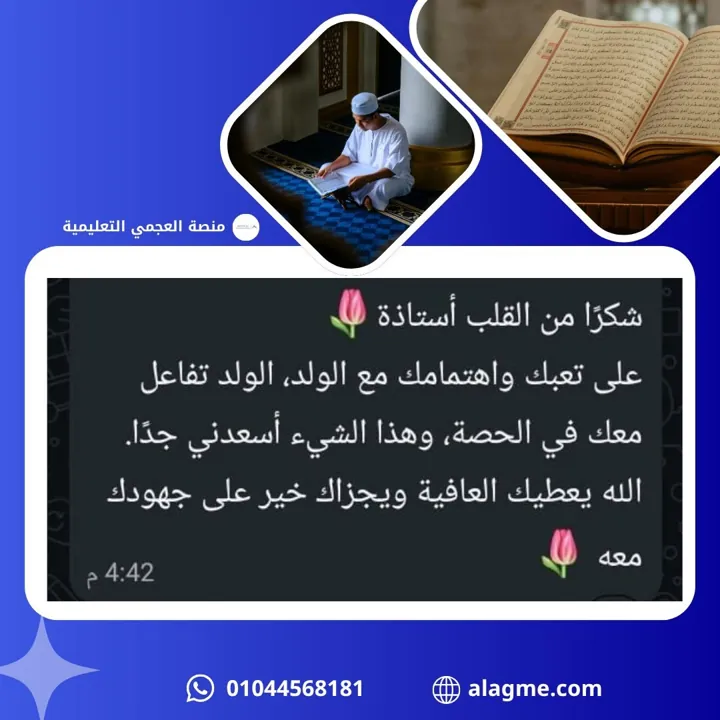 منصة العجمي التعليمية
شكرًا من القلب أستاذة 🌷
على تعبك واهتمامك مع الولد، الولد تفاعل
معك في الحصة، وهذا الشيء أسعدني جدًا.
الله يعطيك العافية ويجزاك خير على جهودك
معه 🌷
4:42 م
01044568181
alagme.com